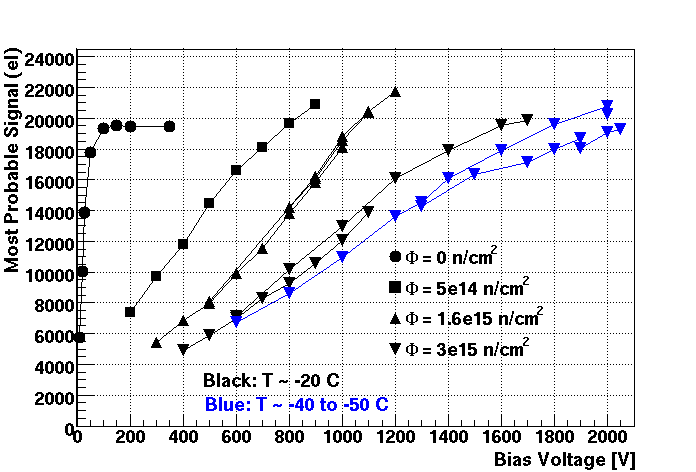 Most Probable Signal (el)
24000
22000
20000
18000
16000
14000
12000
10000
8000
6000
4000
2000
0
Φ = 0 n/cm²
Φ = 5e14 n/cm²
Φ = 1.6e15 n/cm²
Φ = 3e15 n/cm²
Black: T ~ -20 C
Blue: T ~ -40 to -50 C
0 200 400 600 800 1000 1200 1400 1600 1800 2000
Bias Voltage [V]